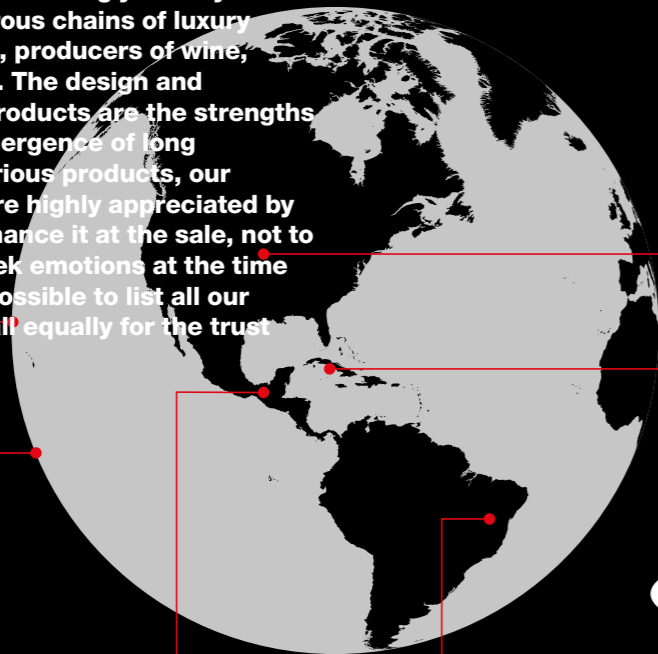 rous chains of luxury
, producers of wine,
. The design and
roducts are the strengths
ergence of long
rious products, our
re highly appreciated by
hance it at the sale, not to
ek emotions at the time
ossible to list all our
ll equally for the trust